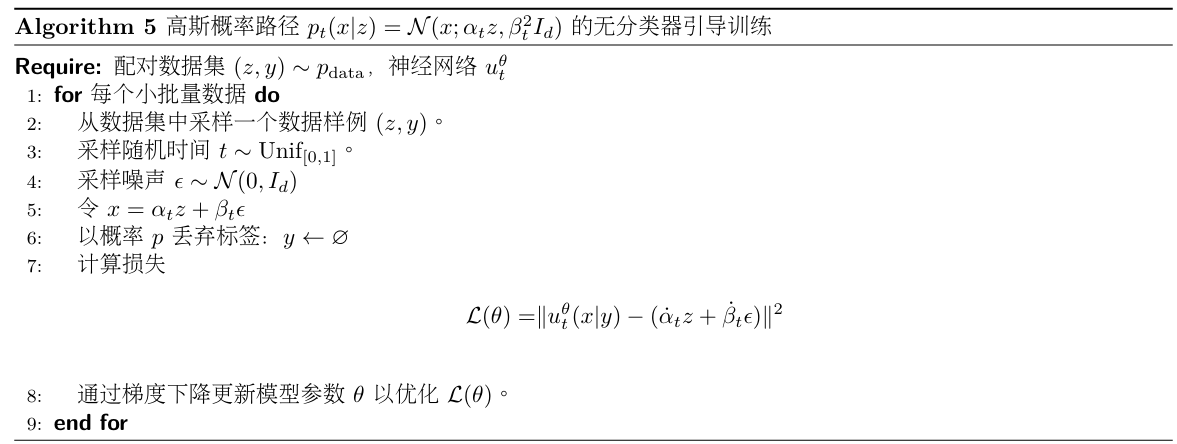 Algorithm 5 高斯概率路径 p_t(x|z) = 𝒩(x; α_t z, β_t² I_d) 的无分类器引导训练
Require: 配对数据集 (z, y) ∼ p_data，神经网络 u_t^θ
1: for 每个小批量数据 do
2: 从数据集中采样一个数据样例 (z, y)。
3: 采样随机时间 t ∼ Unif_[0,1]。
4: 采样噪声 ϵ ∼ 𝒩(0, I_d)
5: 令 x = α_t z + β_t ϵ
6: 以概率 p 丢弃标签：y ← ∅
7: 计算损失
ℒ(θ) =‖u_t^θ(x|y) − (α̇_t z + β̇_t ϵ)‖²
8: 通过梯度下降更新模型参数 θ 以优化 ℒ(θ)。
9: end for